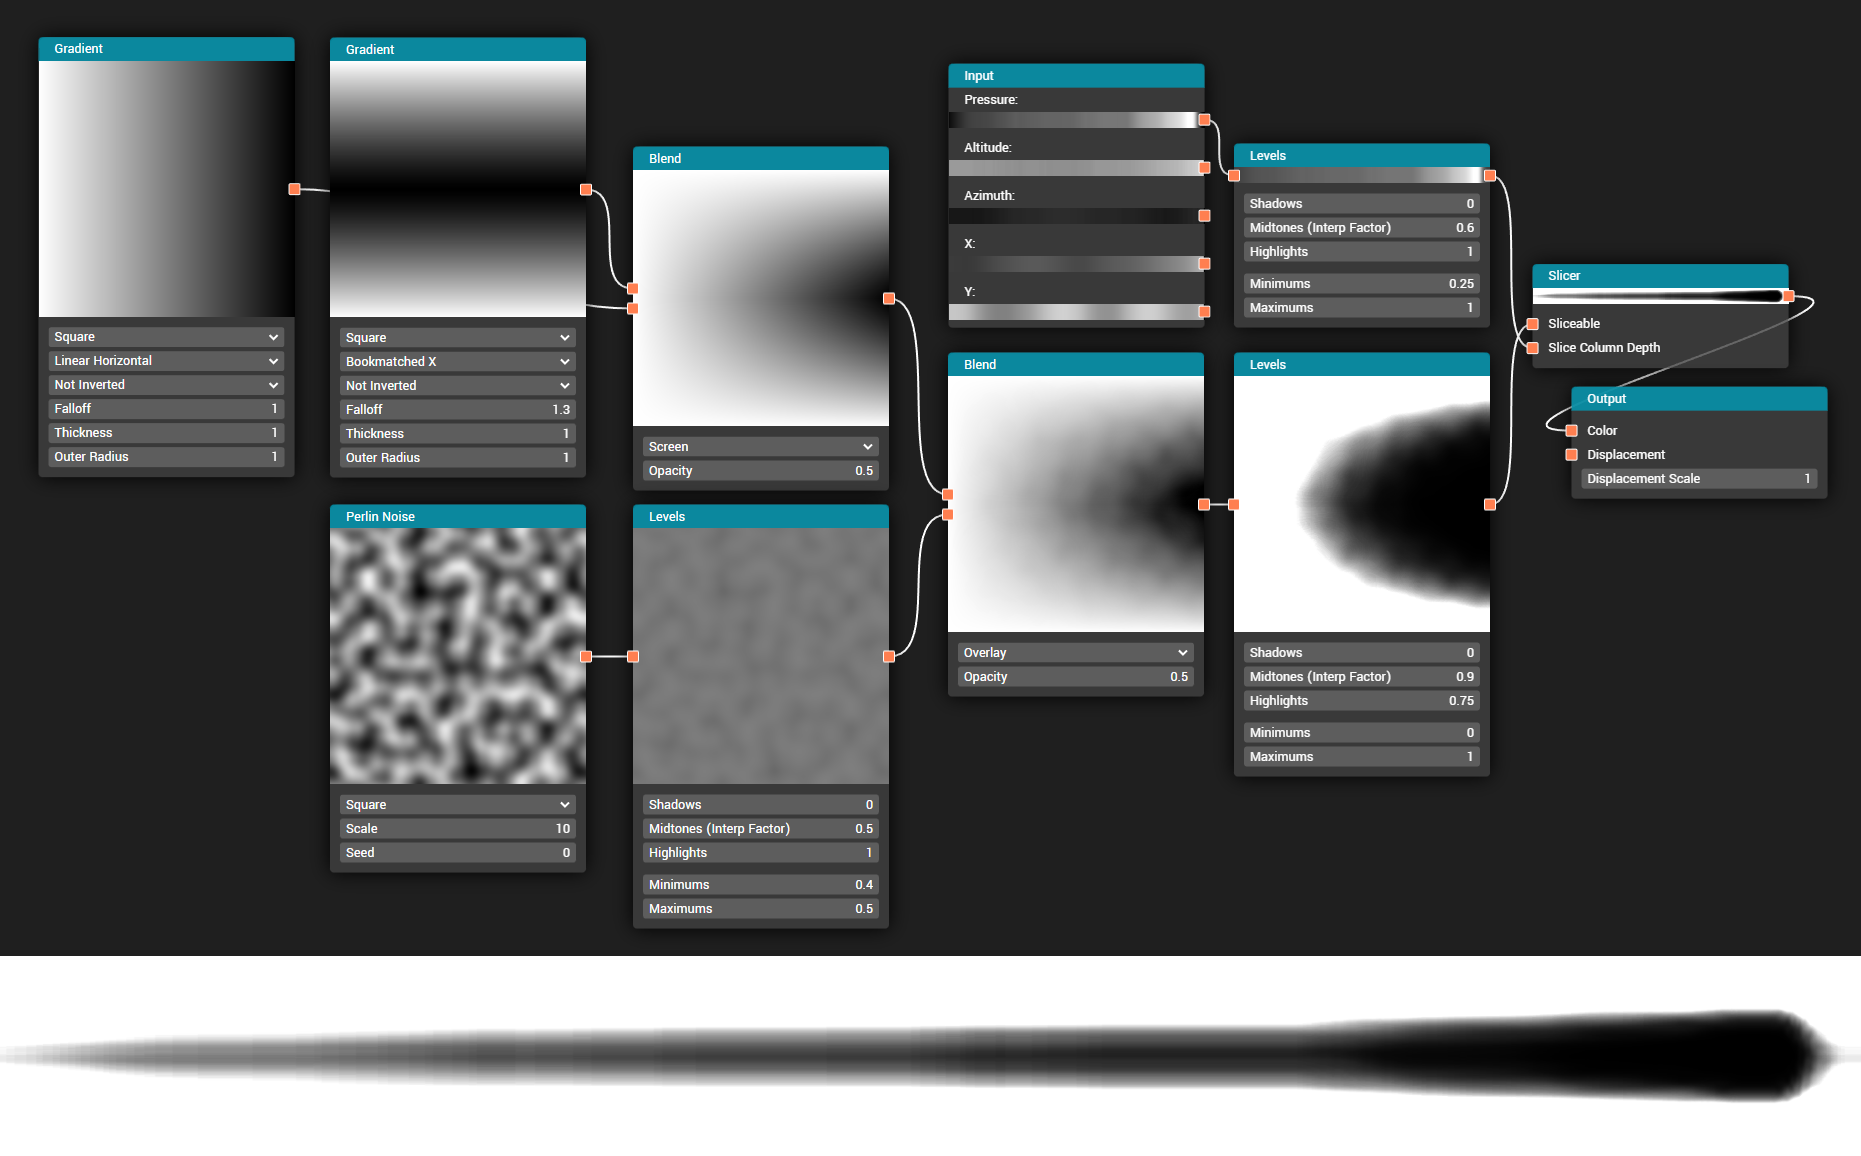 Gradient
Square
Linear Horizontal
Not Inverted
Falloff 1
Thickness 1
Outer Radius 1
Gradient
Square
Bookmatched X
Not Inverted
Falloff 1.3
Thickness 1
Outer Radius 1
Perlin Noise
Square
Scale 10
Seed 0
Blend
Screen
Opacity 0.5
Levels
Shadows 0
Midtones (Interp Factor) 0.5
Highlights 1
Minimums 0.4
Maximums 0.5
Input
Pressure:
Altitude:
Azimuth:
X:
Y:
Blend
Overlay
Opacity 0.5
Levels
Shadows 0
Midtones (Interp Factor) 0.6
Highlights 1
Minimums 0.25
Maximums 1
Levels
Shadows 0
Midtones (Interp Factor) 0.9
Highlights 0.75
Minimums 0
Maximums 1
Slicer
Sliceable
Slice Column Depth
Output
Color
Displacement
Displacement Scale 1